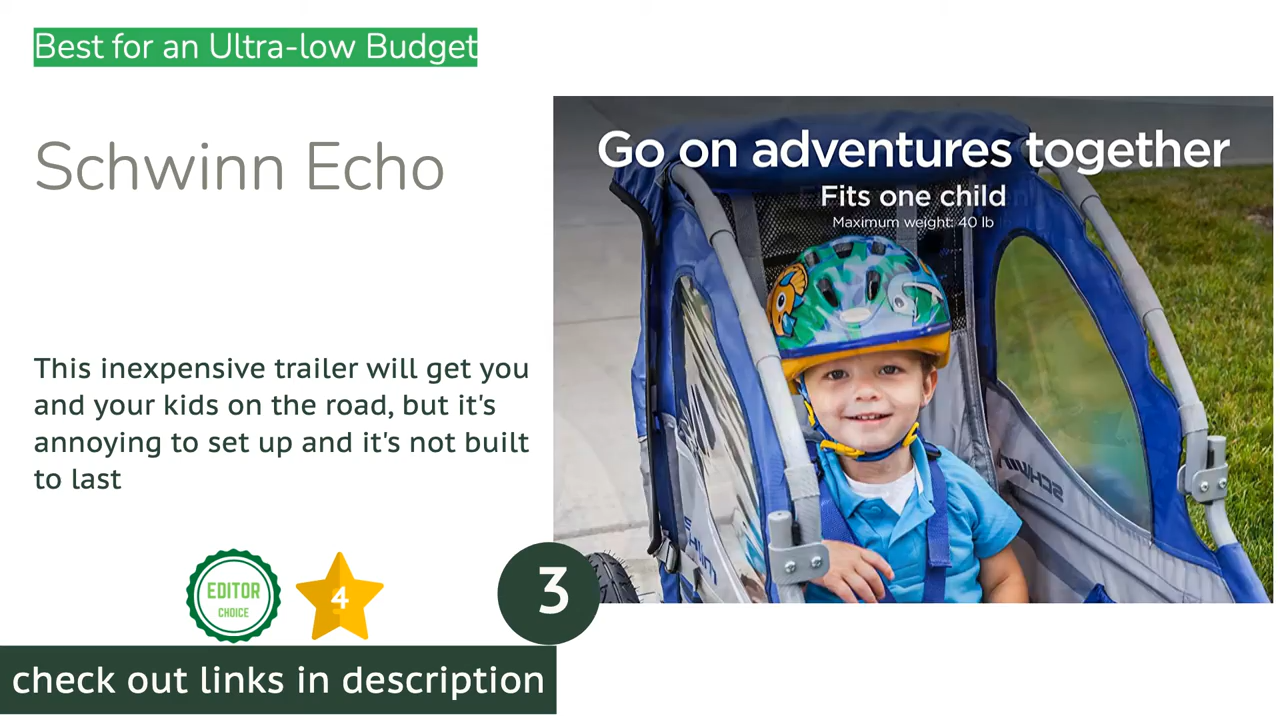 Best for an Ultra-low Budget
Schwinn Echo
Go on adventures together
Fits one child
Maximum weight: 40 lb
This inexpensive trailer will get you
and your kids on the road, but it's
annoying to set up and it's not built
to last
EDITOR
CHOICE
4
3
check out links in description